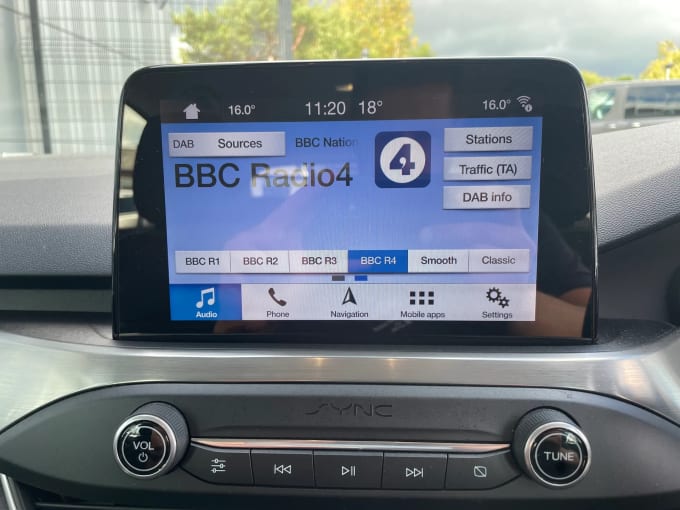 16.0° 11:20 18° 16.0°
DAB Sources BBC Nation 4 Stations
BBC Radio4
Traffic (TA)
DAB info
BBC R1 BBC R2 BBC R3 BBC R4 Smooth Classic
Audio Phone Navigation Mobile apps Settings
SYNC
VOL TUNE